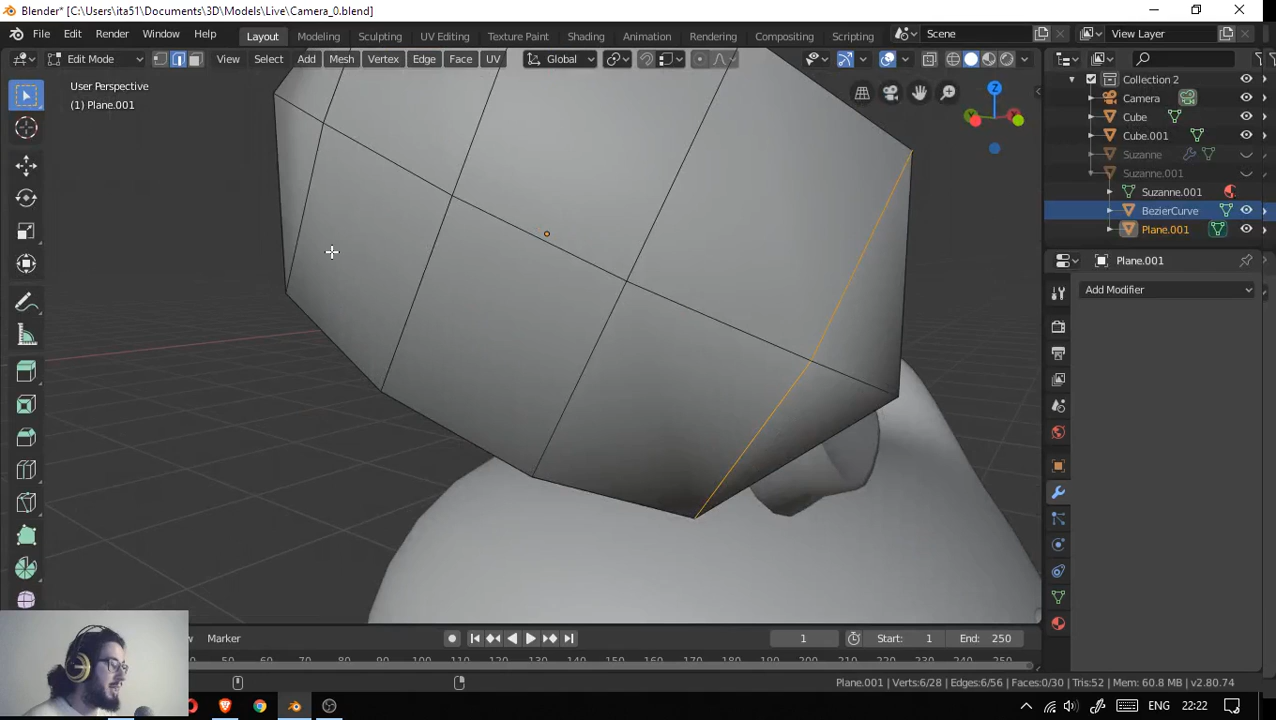 Blender* [C:\Users\ita51\Documents\3D\Models\Live\Camera_0.blend]
File Edit Render Window Help Layout Modeling Sculpting UV Editing Texture Paint Shading Animation Rendering Compositing Scripting Scene View Layer
Edit Mode View Select Add Mesh Vertex Edge Face UV Global
User Perspective
(1) Plane.001
Z
Collection 2
Camera
Cube
Cube.001
Suzanne
Suzanne.001
Suzanne.001
BezierCurve
Plane.001
Plane.001
Add Modifier
Marker 1 Start: 1 End: 250
50 60 70 80 90 100 110 120 130 140 150 160 170 180 190 200 210 220 230 240 250
Plane.001 | Verts:6/28 | Edges:6/56 | Faces:0/30 | Tris:52 | Mem: 60.8 MB | v2.80.74
ENG 22:22